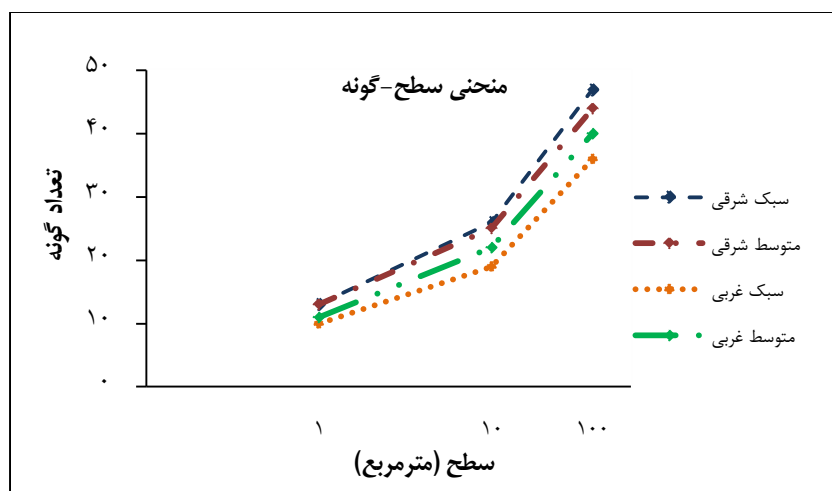 منحنی سطح-گونه
تعداد گونه
۵۰
۴۰
۳۰
۲۰
۱۰
۰
۱
۱۰
۱۰۰
سطح (مترمربع)
سبک شرقی
متوسط شرقی
سبک غربی
متوسط غربی